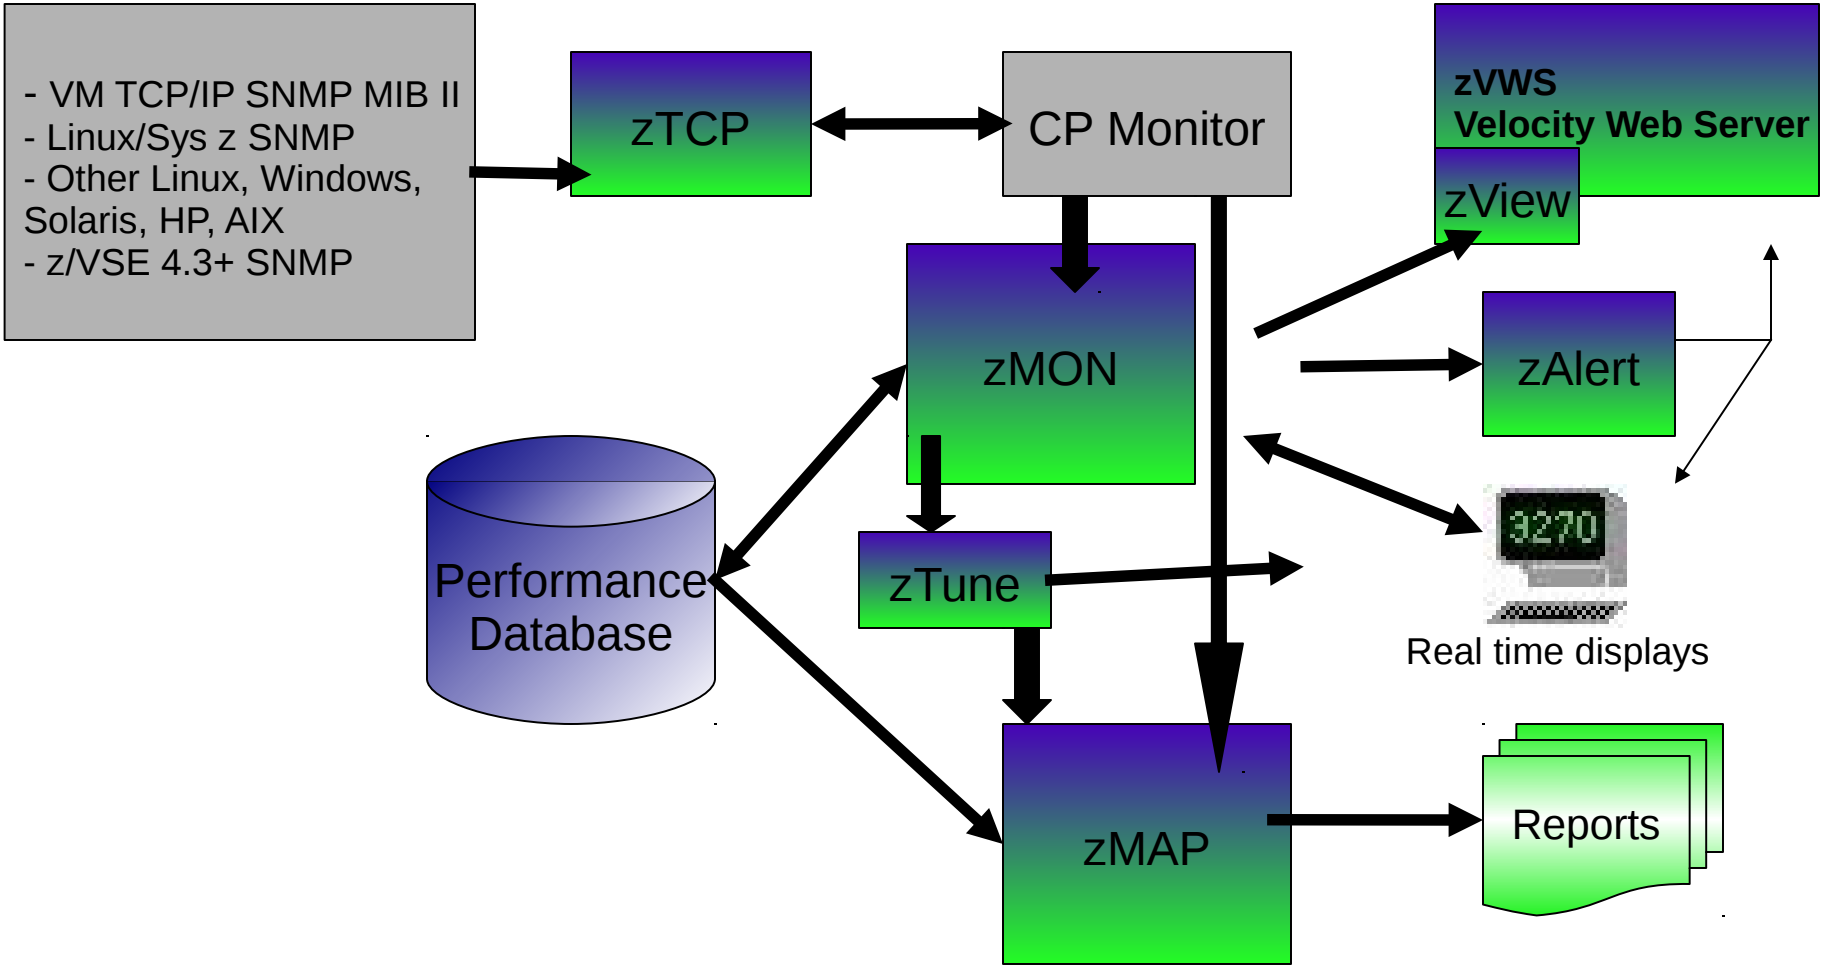 - VM TCP/IP SNMP MIB II
- Linux/Sys z SNMP
- Other Linux, Windows,
Solaris, HP, AIX
- z/VSE 4.3+ SNMP
zTCP
CP Monitor
zVWS
Velocity Web Server
zView
zMON
zAlert
3270
Real time displays
Performance
Database
zTune
zMAP
Reports